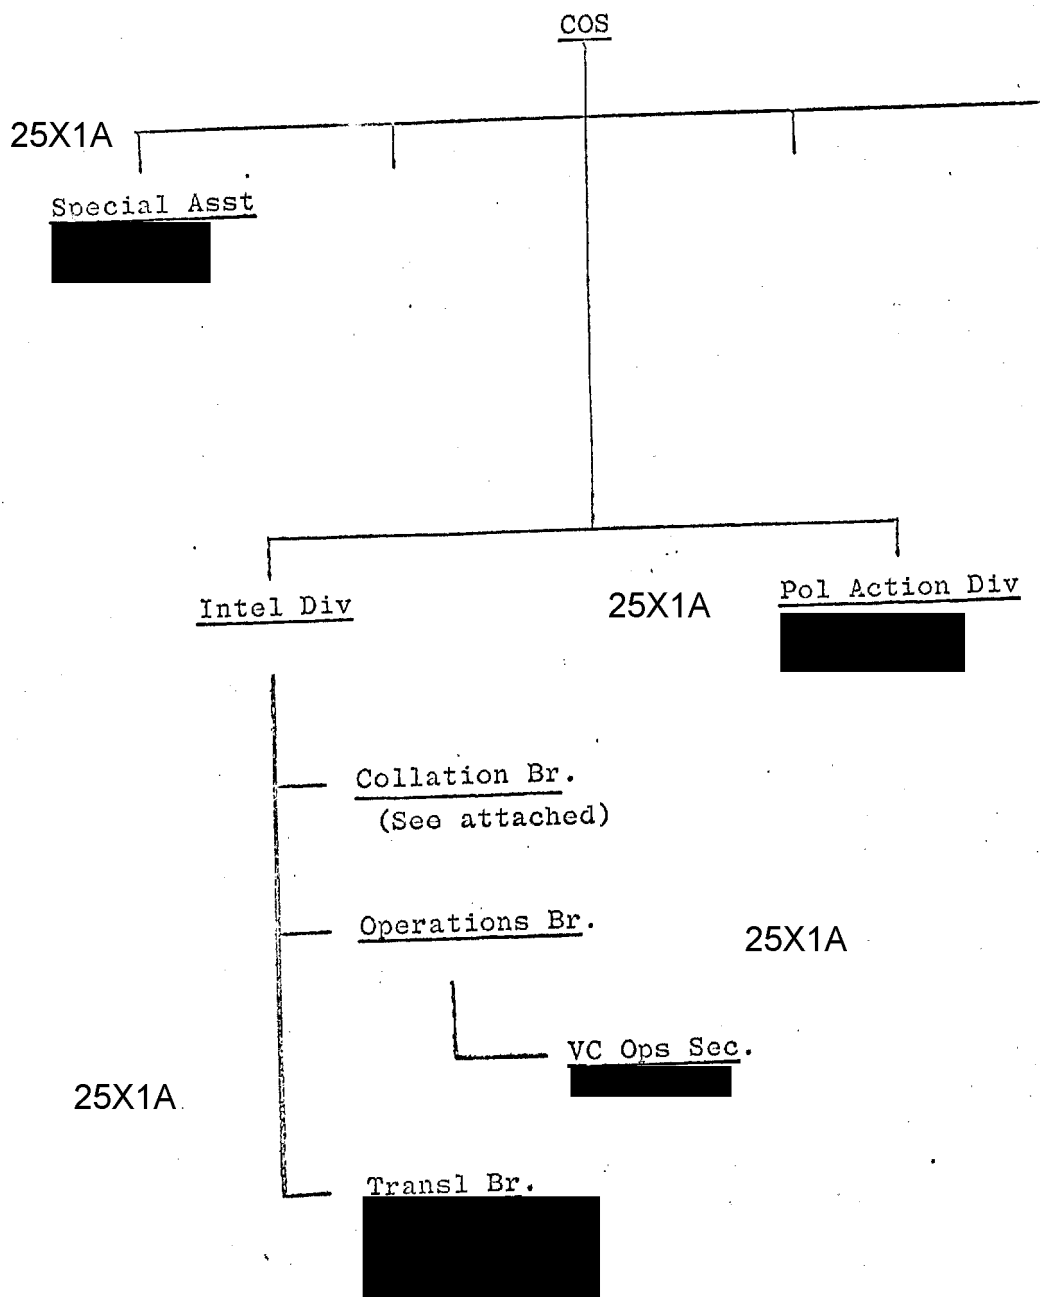 COS
25X1A
Special Asst
Intel Div
25X1A
Pol Action Div
Collation Br.
(See attached)
Operations Br.
25X1A
VC Ops Sec.
25X1A
Transl Br.